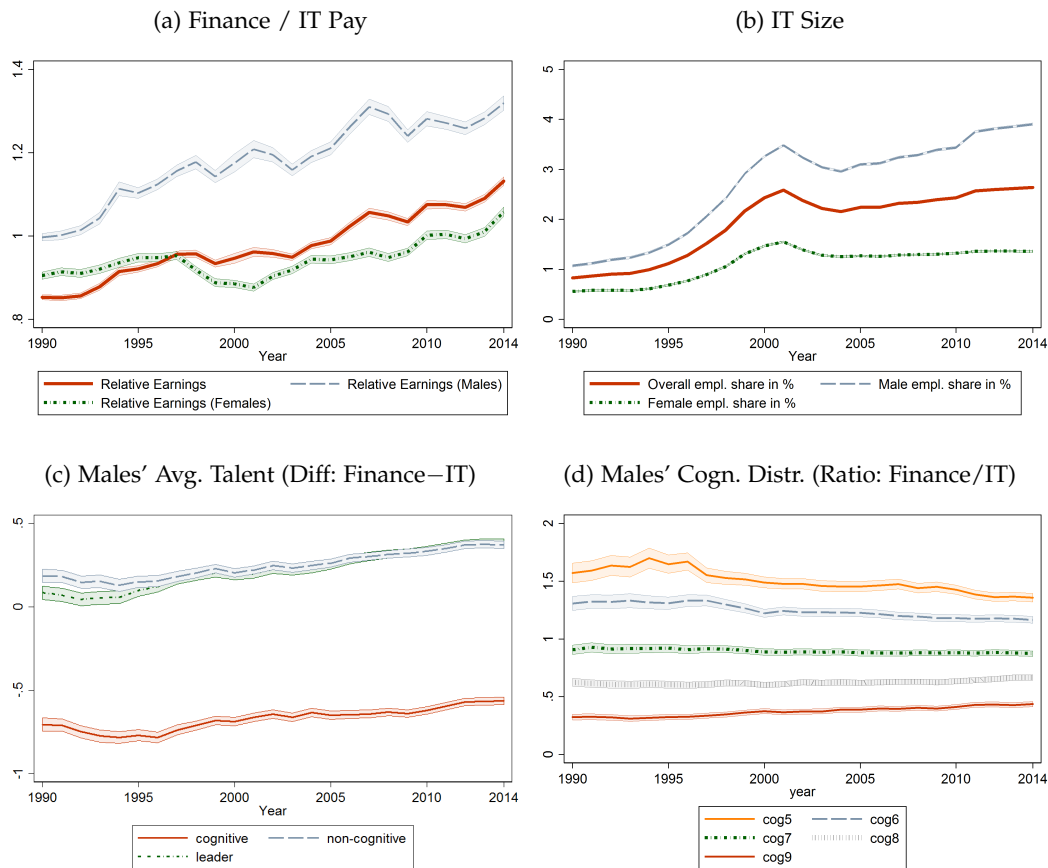 (a) Finance / IT Pay
1.4
1.2
1
.8
1990
1995
2000
2005
2010
2014
Year
Relative Earnings
Relative Earnings (Males)
Relative Earnings (Females)
(b) IT Size
5
4
3
2
1
0
1990
1995
2000
2005
2010
2014
Year
Overall empl. share in %
Male empl. share in %
Female empl. share in %
(c) Males' Avg. Talent (Diff: Finance−IT)
.5
0
-.5
-1
1990
1995
2000
2005
2010
2014
Year
cognitive
non-cognitive
leader
(d) Males' Cogn. Distr. (Ratio: Finance/IT)
2
1.5
1
.5
0
1990
1995
2000
2005
2010
2014
year
cog5
cog6
cog7
cog8
cog9